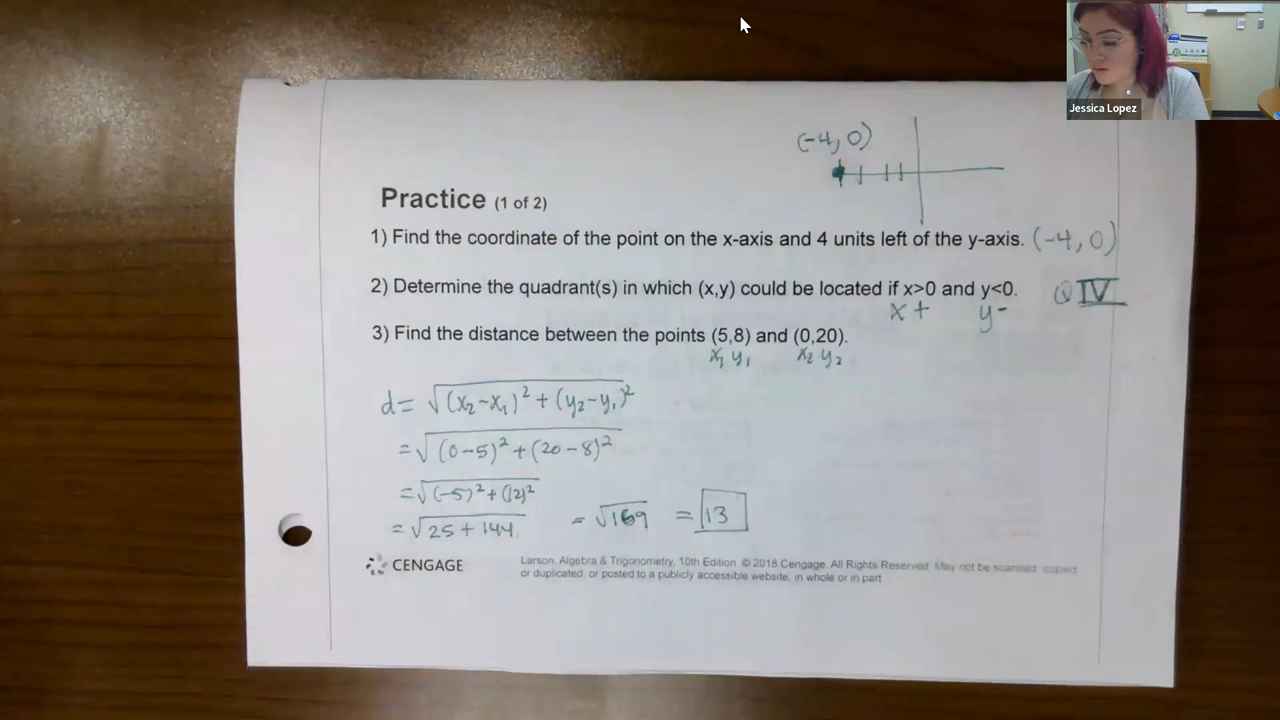 Jessica Lopez
(-4, 0)
Practice (1 of 2)
1) Find the coordinate of the point on the x-axis and 4 units left of the y-axis. (-4, 0)
2) Determine the quadrant(s) in which (x,y) could be located if x>0 and y<0. Q IV
x + y -
3) Find the distance between the points (5,8) and (0,20).
x₁ y₁ x₂ y₂
d = √(x₂-x₁)² + (y₂-y₁)²
= √(0-5)² + (20-8)²
= √(-5)² + (12)²
= √25 + 144 = √169 = 13
CENGAGE
Larson, Algebra & Trigonometry, 10th Edition. © 2018 Cengage. All Rights Reserved. May not be scanned, copied
or duplicated, or posted to a publicly accessible website, in whole or in part